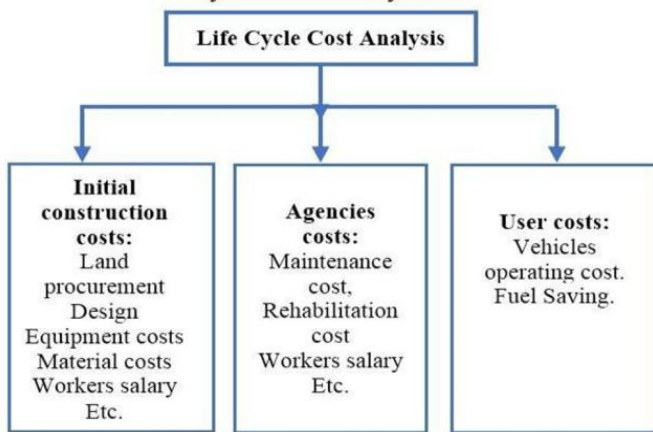 Life Cycle Cost Analysis
Initial
construction
costs:
Land
procurement
Design
Equipment costs
Material costs
Workers salary
Etc.
Agencies
costs:
Maintenance
cost,
Rehabilitation
cost
Workers salary
Etc.
User costs:
Vehicles
operating cost.
Fuel Saving.